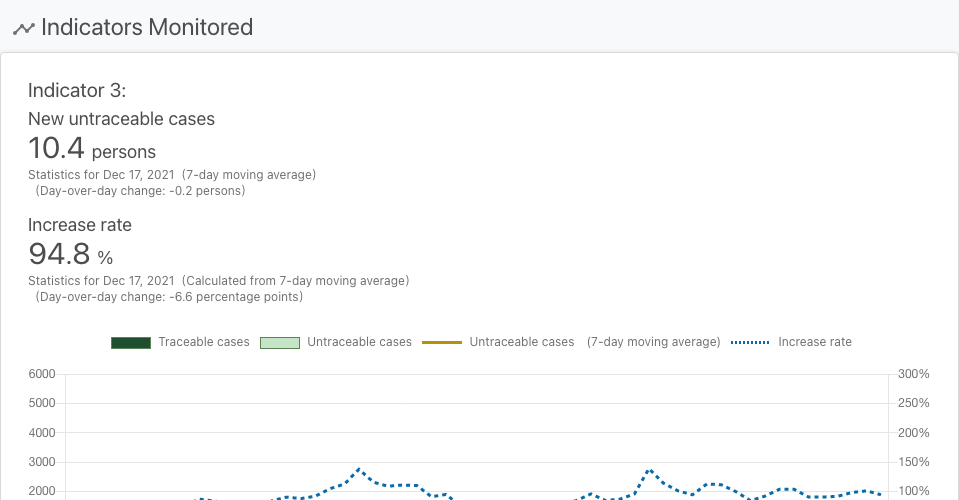 Indicators Monitored
Indicator 3:
New untraceable cases
10.4 persons
Statistics for Dec 17, 2021 (7-day moving average)
(Day-over-day change: -0.2 persons)
Increase rate
94.8 %
Statistics for Dec 17, 2021 (Calculated from 7-day moving average)
(Day-over-day change: -6.6 percentage points)
Traceable cases Untraceable cases Untraceable cases (7-day moving average) Increase rate
6000 300%
5000 250%
4000 200%
3000 150%
2000 100%